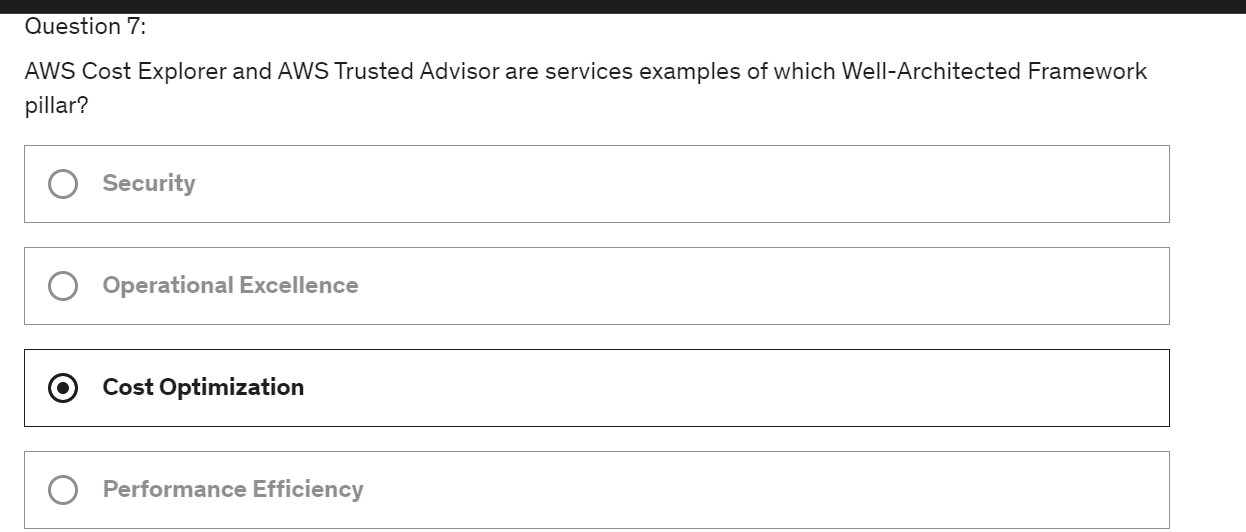 Question 7:
AWS Cost Explorer and AWS Trusted Advisor are services examples of which Well-Architected Framework
pillar?
Security
Operational Excellence
Cost Optimization
Performance Efficiency